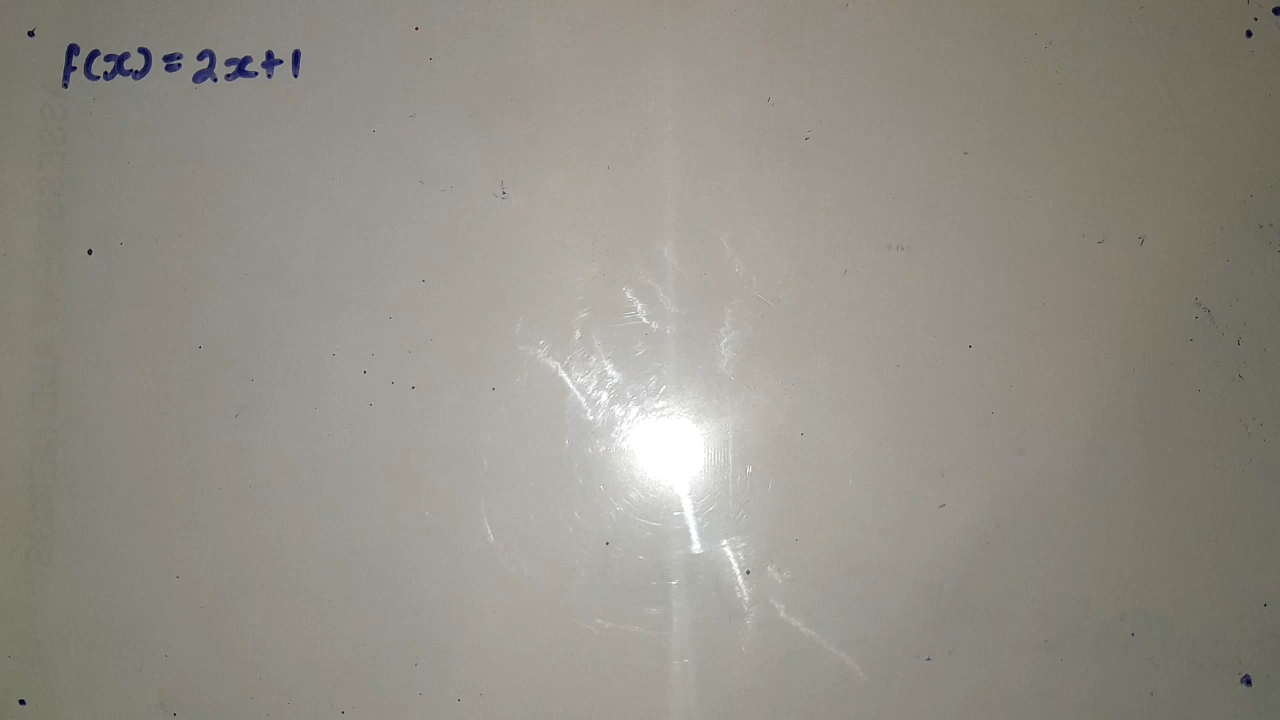 f(x) = 2x+1